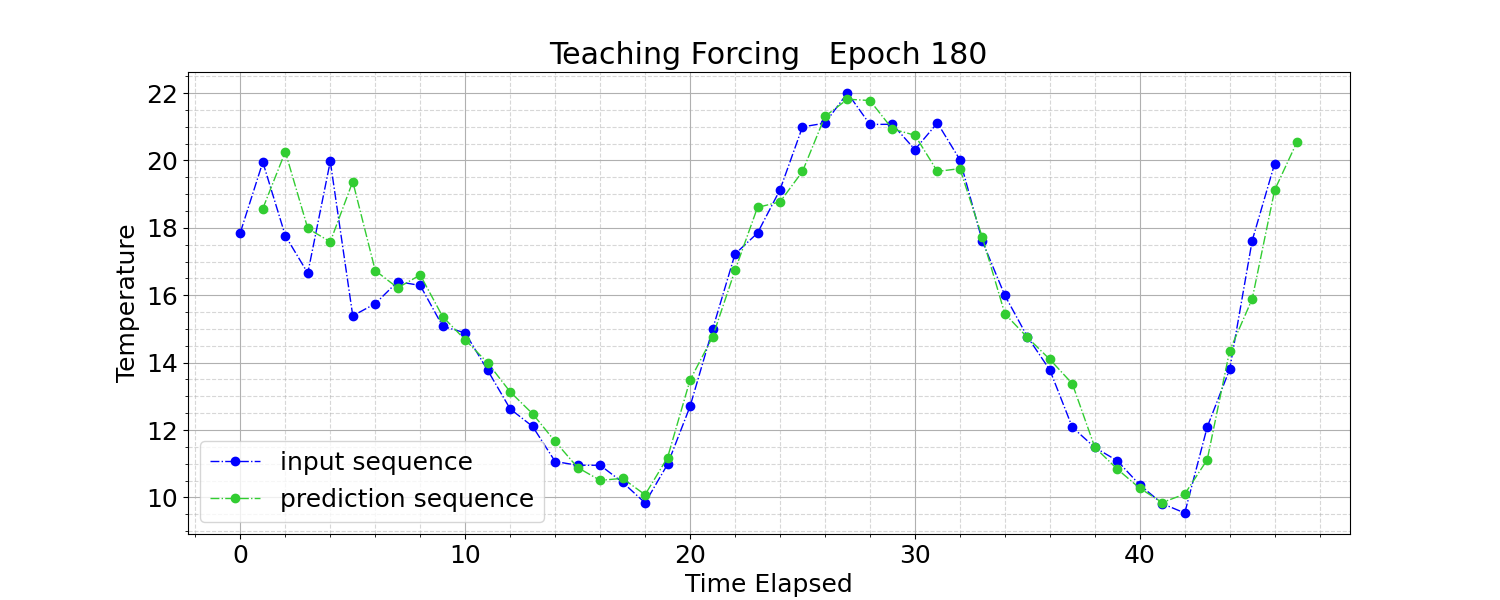 Teaching Forcing   Epoch 180
22
20
18
16
14
12
10
Temperature
input sequence
prediction sequence
0 10 20 30 40
Time Elapsed